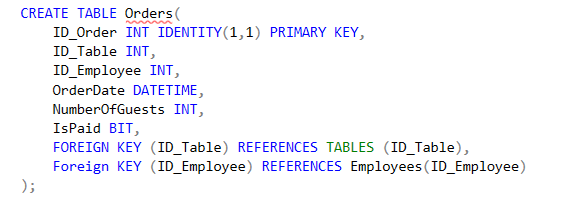 CREATE TABLE Orders(
ID_Order INT IDENTITY(1,1) PRIMARY KEY,
ID_Table INT,
ID_Employee INT,
OrderDate DATETIME,
NumberOfGuests INT,
IsPaid BIT,
FOREIGN KEY (ID_Table) REFERENCES TABLES (ID_Table),
Foreign KEY (ID_Employee) REFERENCES Employees(ID_Employee)
);